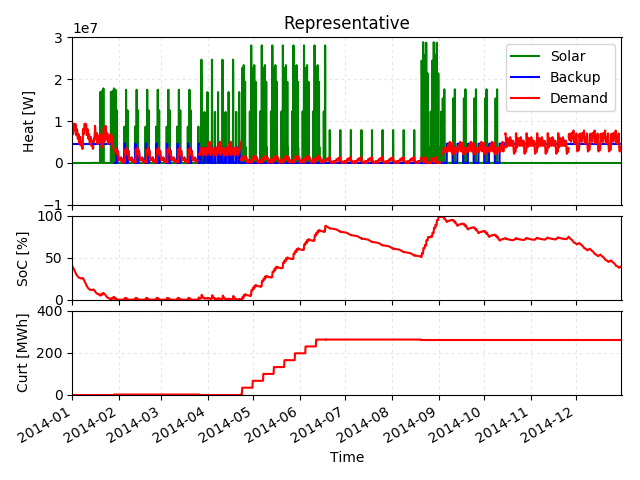 Representative
1e7
Heat [W]
3
2
1
0
−1
Solar
Backup
Demand
SoC [%]
100
50
0
Curt [MWh]
400
200
0
2014-01
2014-02
2014-03
2014-04
2014-05
2014-06
2014-07
2014-08
2014-09
2014-10
2014-11
2014-12
Time